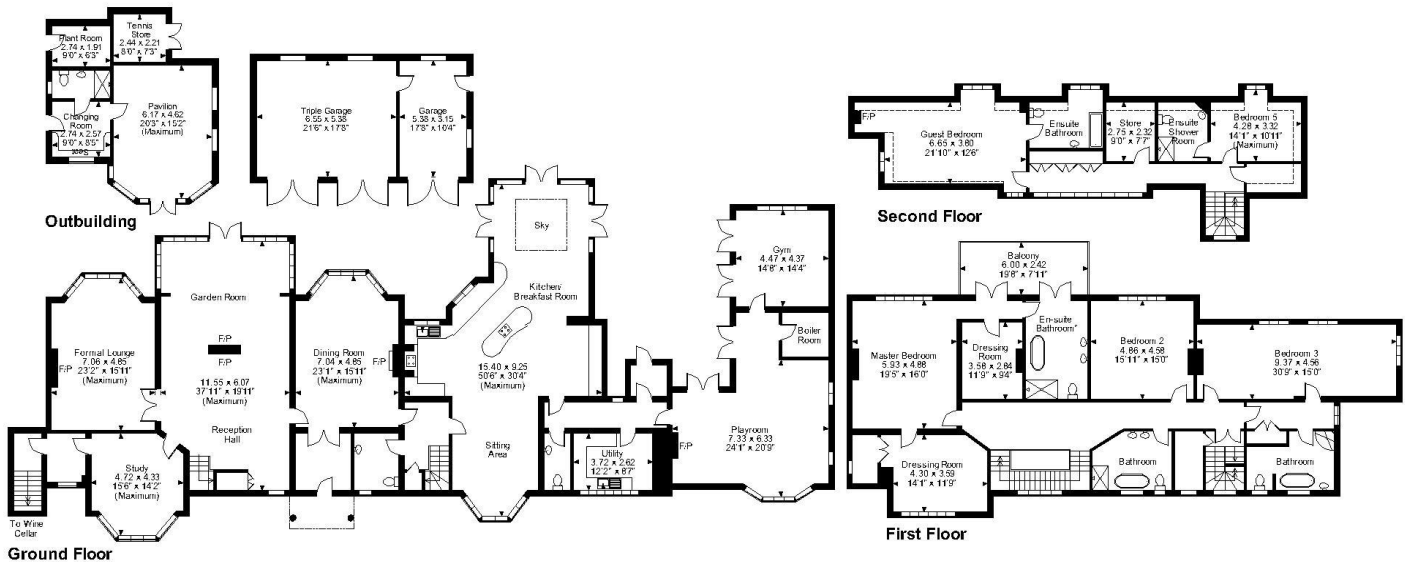 Plant Room
2.74 x 1.91
9'0" x 6'3"
Tennis
Store
2.44 x 2.21
8'0" x 7'3"
Pavilion
6.17 x 4.62
20'3" x 15'2"
(Maximum)
Changing
Room
2.74 x 2.57
9'0" x 8'5"
Seat
Outbuilding
Triple Garage
6.55 x 5.38
21'6" x 17'8"
Garage
5.38 x 3.15
17'8" x 10'4"
Sky
Kitchen/
Breakfast Room
15.40 x 9.25
50'6" x 30'4"
(Maximum)
Sitting
Area
Garden Room
F/P
F/P
11.55 x 6.07
37'11" x 19'11"
(Maximum)
Reception
Hall
Formal Lounge
7.06 x 4.85
23'2" x 15'11"
(Maximum)
F/P
Dining Room
7.04 x 4.85
23'1" x 15'11"
(Maximum)
F/P
Study
4.72 x 4.33
15'6" x 14'2"
(Maximum)
To Wine
Cellar
Utility
3.72 x 2.62
12'2" x 8'7"
Gym
4.47 x 4.37
14'8" x 14'4"
Boiler
Room
Playroom
7.33 x 6.33
24'1" x 20'9"
F/P
Ground Floor
F/P
Guest Bedroom
6.65 x 3.80
21'10" x 12'6"
Ensuite
Bathroom
Store
2.75 x 2.32
9'0" x 7'7"
Ensuite
Shower
Room
Bedroom 5
4.28 x 3.32
14'1" x 10'11"
(Maximum)
Second Floor
Balcony
6.00 x 2.42
19'8" x 7'11"
Master Bedroom
5.93 x 4.88
19'5" x 16'0"
Dressing
Room
3.58 x 2.84
11'9" x 9'4"
En-suite
Bathroom
Bedroom 2
4.86 x 4.58
15'11" x 15'0"
Bedroom 3
9.37 x 4.56
30'9" x 15'0"
Dressing Room
4.30 x 3.59
14'1" x 11'9"
Bathroom
Bathroom
First Floor